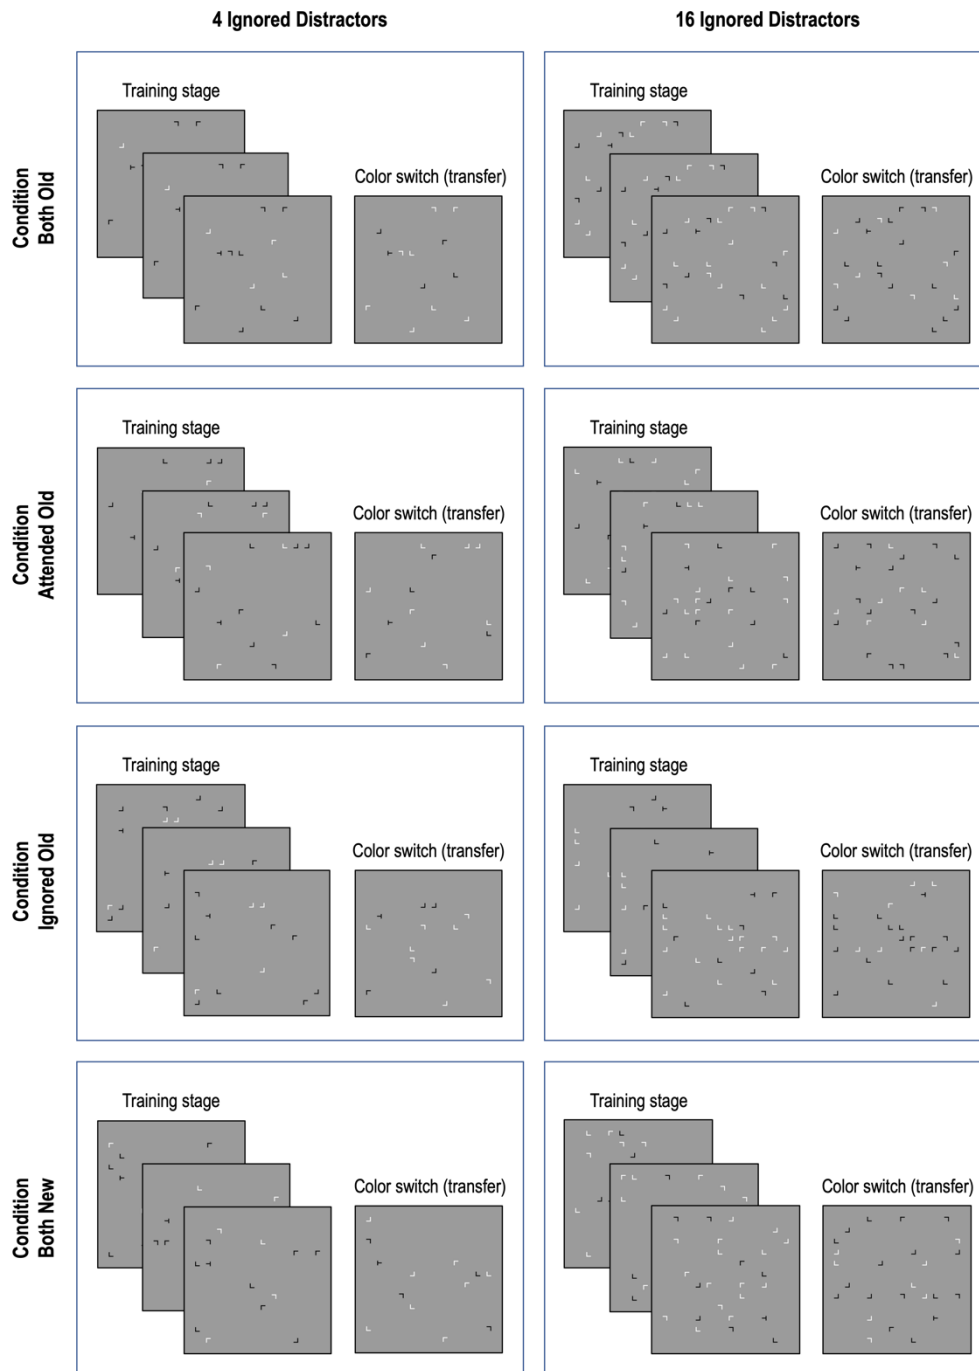 4 Ignored Distractors
16 Ignored Distractors
Condition
Both Old
Training stage
Color switch (transfer)
Training stage
Color switch (transfer)
Condition
Attended Old
Training stage
Color switch (transfer)
Training stage
Color switch (transfer)
Condition
Ignored Old
Training stage
Color switch (transfer)
Training stage
Color switch (transfer)
Condition
Both New
Training stage
Color switch (transfer)
Training stage
Color switch (transfer)